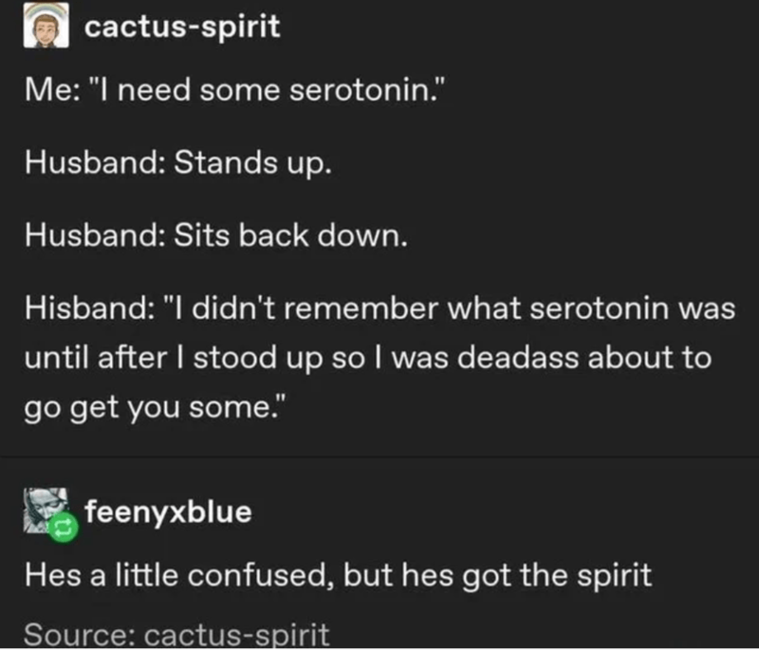 cactus-spirit
Me: "I need some serotonin."
Husband: Stands up.
Husband: Sits back down.
Hisband: "I didn't remember what serotonin was
until after I stood up so I was deadass about to
go get you some."
feenyxblue
Hes a little confused, but hes got the spirit
Source: cactus-spirit